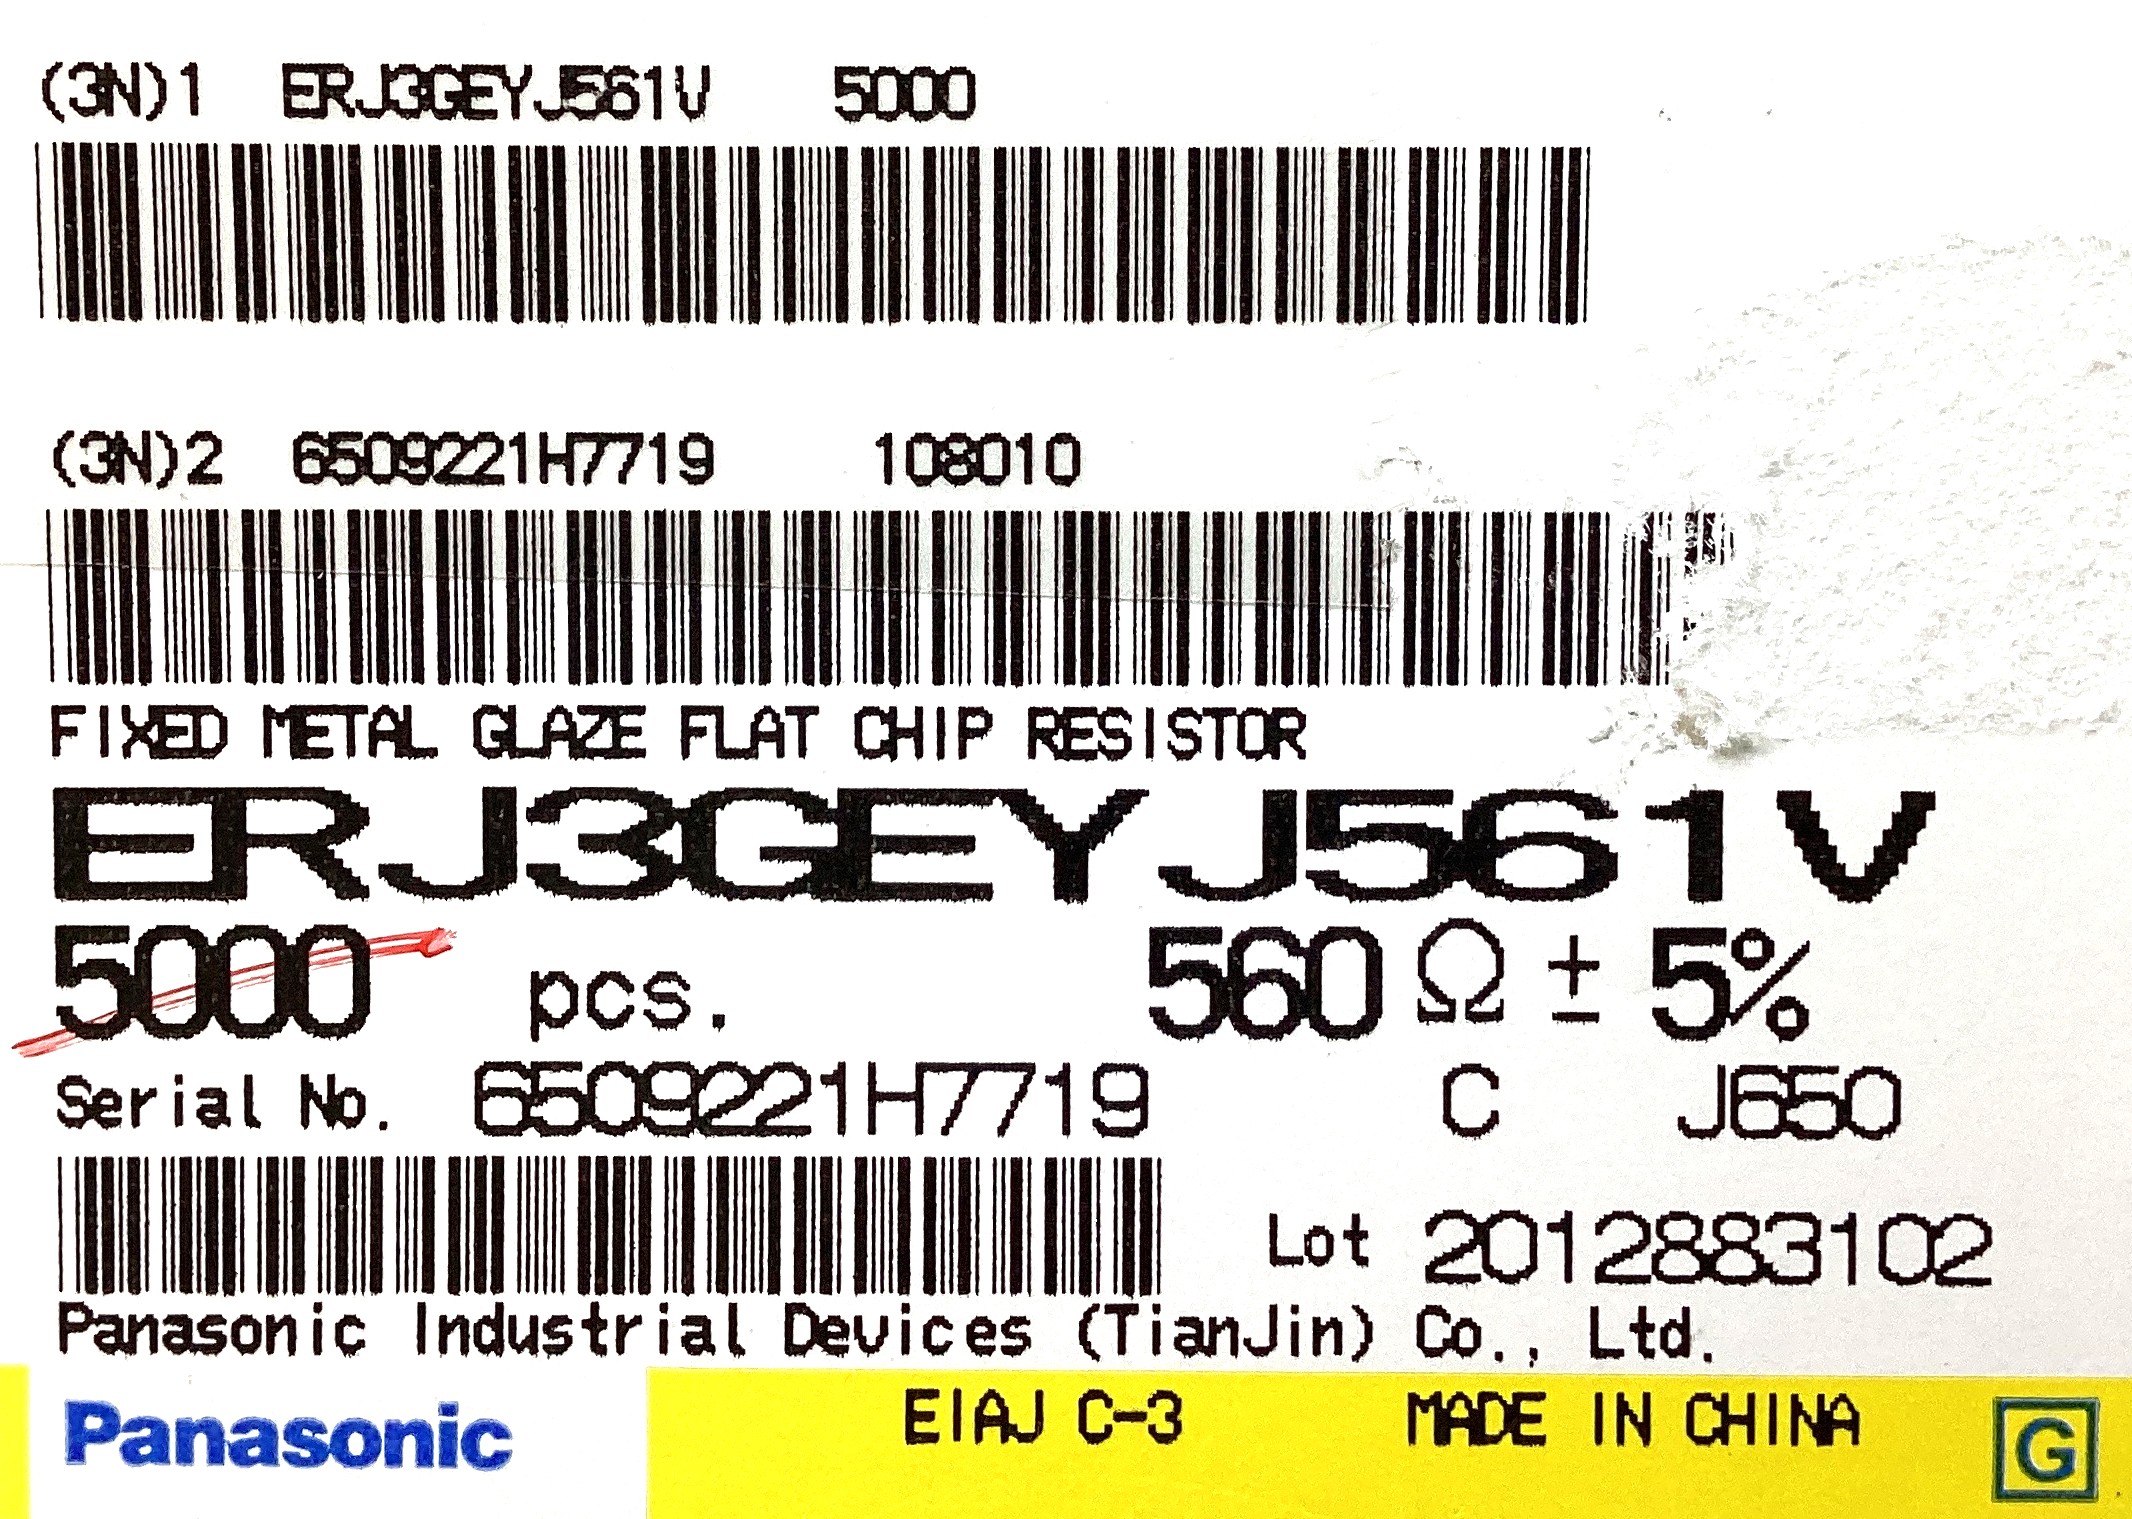 (3N)1 ERJ3GEYJ561V 5000
(3N)2 6509221H7719 108010
FIXED METAL GLAZE FLAT CHIP RESISTOR
ERJ3GEYJ561V
5000 pcs. 560 Ω ± 5%
Serial No. 6509221H7719 C J650
Lot 2012883102
Panasonic Industrial Devices (TianJin) Co., Ltd.
Panasonic EIAJ C-3 MADE IN CHINA G